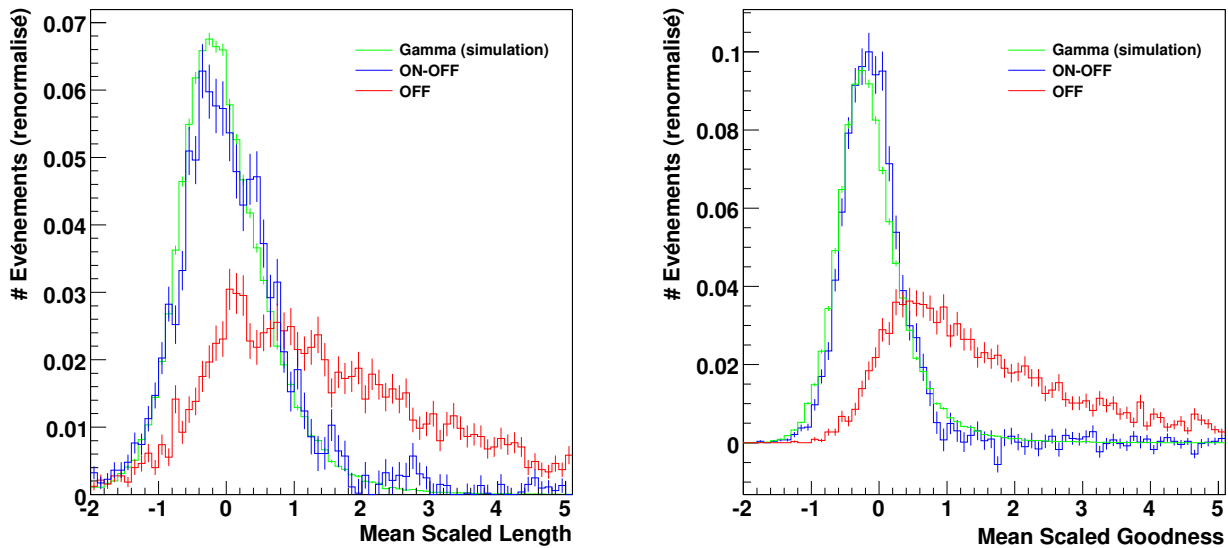 # Evénements (renormalisé)
0.07
0.06
0.05
0.04
0.03
0.02
0.01
0
-2 -1 0 1 2 3 4 5
Mean Scaled Length
Gamma (simulation)
ON-OFF
OFF
# Evénements (renormalisé)
0.1
0.08
0.06
0.04
0.02
0
-2 -1 0 1 2 3 4 5
Mean Scaled Goodness
Gamma (simulation)
ON-OFF
OFF